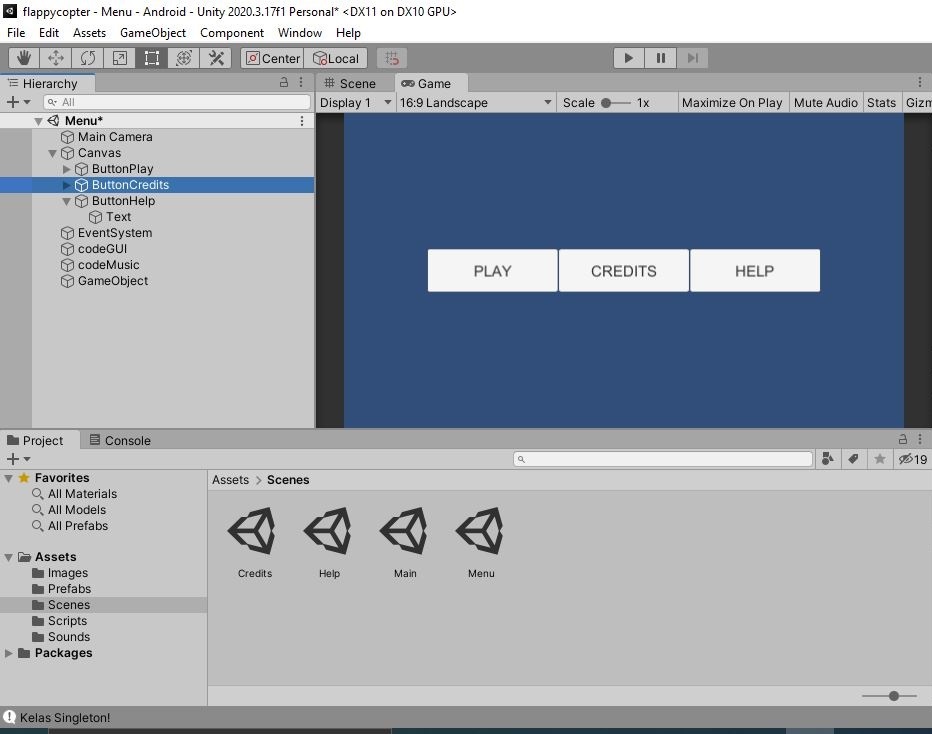 flappycopter - Menu - Android - Unity 2020.3.17f1 Personal* <DX11 on DX10 GPU>
File Edit Assets GameObject Component Window Help
Center Local
Hierarchy
All
Scene Game
Display 1 16:9 Landscape Scale 1x Maximize On Play Mute Audio Stats Gizm
Menu*
Main Camera
Canvas
ButtonPlay
ButtonCredits
ButtonHelp
Text
EventSystem
codeGUI
codeMusic
GameObject
PLAY CREDITS HELP
Project Console
19
Favorites
All Materials
All Models
All Prefabs
Assets
Images
Prefabs
Scenes
Scripts
Sounds
Packages
Assets > Scenes
Credits Help Main Menu
Kelas Singleton!